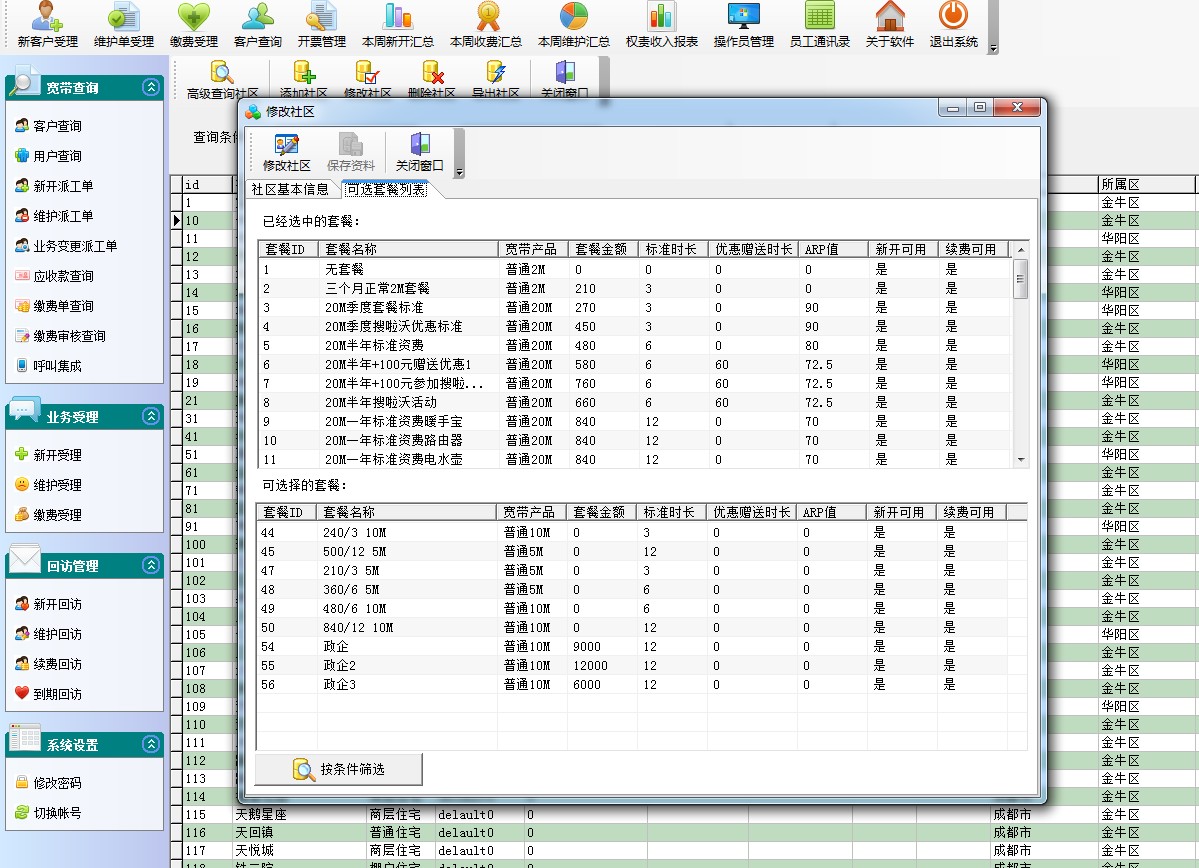 新客户受理 维护单受理 缴费受理 客户查询 开票管理 本周新开汇总 本周收费汇总 本周维护汇总 权责收入报表 操作员管理 员工通讯录 关于软件 退出系统
高级查询社区 添加社区 修改社区 删除社区 导出社区 关闭窗口
宽带查询
客户查询
用户查询
新开派工单
维护派工单
业务变更派工单
应收款查询
缴费单查询
缴费审核查询
呼叫集成
业务受理
新开受理
维护受理
缴费受理
回访管理
新开回访
维护回访
续费回访
到期回访
系统设置
修改密码
切换帐号
查询条
修改社区
修改社区 保存资料 关闭窗口
社区基本信息 可选套餐列表
已经选中的套餐：
套餐ID 套餐名称 宽带产品 套餐金额 标准时长 优惠赠送时长 ARP值 新开可用 续费可用
1 无套餐 普通2M 0 0 0 0 是 是
2 三个月正常2M套餐 普通2M 210 3 0 0 是 是
3 20M季度套餐标准 普通20M 270 3 0 90 是 是
4 20M季度搜啦沃优惠标准 普通20M 450 3 0 90 是 是
5 20M半年标准资费 普通20M 480 6 0 80 是 是
6 20M半年+100元赠送优惠1 普通20M 580 6 60 72.5 是 是
7 20M半年+100元参加搜啦... 普通20M 760 6 60 72.5 是 是
8 20M半年搜啦沃活动 普通20M 660 6 60 72.5 是 是
9 20M一年标准资费暖手宝 普通20M 840 12 0 70 是 是
10 20M一年标准资费路由器 普通20M 840 12 0 70 是 是
11 20M一年标准资费电水壶 普通20M 840 12 0 70 是 是
可选择的套餐：
套餐ID 套餐名称 宽带产品 套餐金额 标准时长 优惠赠送时长 ARP值 新开可用 续费可用
44 240/3 10M 普通10M 0 3 0 0 是 是
45 500/12 5M 普通5M 0 12 0 0 是 是
47 210/3 5M 普通5M 0 3 0 0 是 是
48 360/6 5M 普通5M 0 6 0 0 是 是
49 480/6 10M 普通10M 0 6 0 0 是 是
50 840/12 10M 普通10M 0 12 0 0 是 是
54 政企 普通10M 9000 12 0 0 是 是
55 政企2 普通10M 12000 12 0 0 是 是
56 政企3 普通10M 6000 12 0 0 是 是
按条件筛选
id 所属区
1 金牛区
10 金牛区
11 华阳区
12 金牛区
13 金牛区
14 华阳区
15 华阳区
16 金牛区
17 华阳区
18 华阳区
19 华阳区
21 金牛区
31 金牛区
41 金牛区
51 华阳区
61 金牛区
71 金牛区
81 金牛区
91 华阳区
100 金牛区
101 金牛区
102 金牛区
103 金牛区
104 金牛区
105 华阳区
106 金牛区
107 金牛区
108 金牛区
109 华阳区
110 金牛区
111 金牛区
112 金牛区
113 金牛区
114 金牛区
115 天鹅星座 商层住宅 delault0 0 成都市 金牛区
116 天回镇 普通住宅 delault0 0 成都市 金牛区
117 天悦城 商层住宅 delault0 0 成都市 金牛区